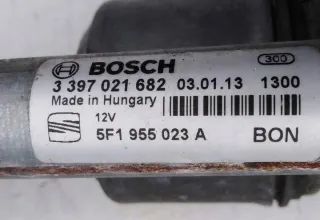 BOSCH
300
3 397 021 682 03.01.13 1300
Made in Hungary
12V
5F1 955 023 A BON